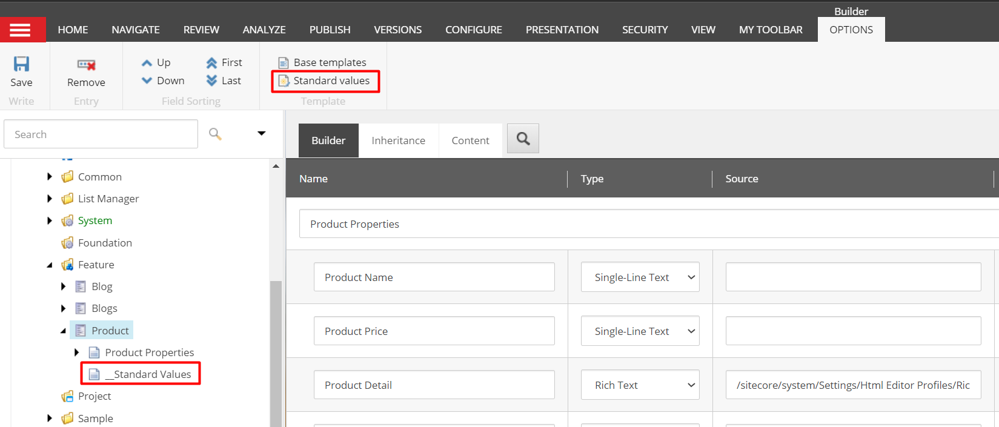 Builder
HOME NAVIGATE REVIEW ANALYZE PUBLISH VERSIONS CONFIGURE PRESENTATION SECURITY VIEW MY TOOLBAR OPTIONS
Save
Write
Remove
Entry
Up First
Down Last
Field Sorting
Base templates
Standard values
Template
Search
Common
List Manager
System
Foundation
Feature
Blog
Blogs
Product
Product Properties
__Standard Values
Project
Sample
Builder Inheritance Content
Name Type Source
Product Properties
Product Name Single-Line Text
Product Price Single-Line Text
Product Detail Rich Text /sitecore/system/Settings/Html Editor Profiles/Ric